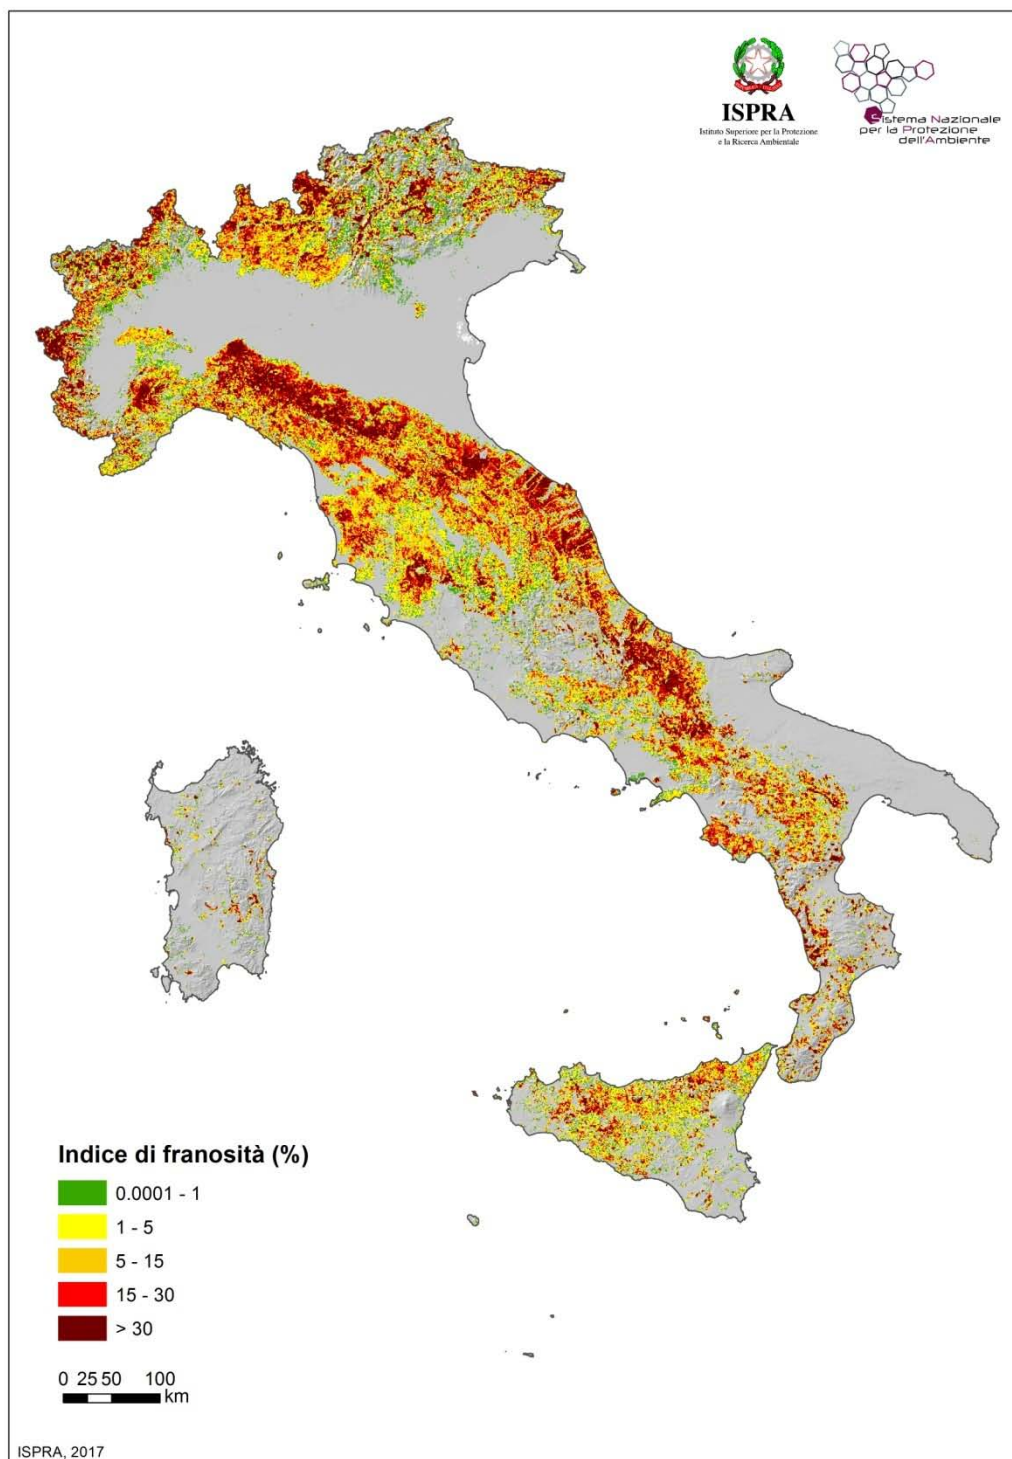 ISPRA
Istituto Superiore per la Protezione
e la Ricerca Ambientale
Sistema Nazionale
per la Protezione
dell'Ambiente
Indice di franosità (%)
0.0001 - 1
1 - 5
5 - 15
15 - 30
> 30
0 25 50 100
km
ISPRA, 2017